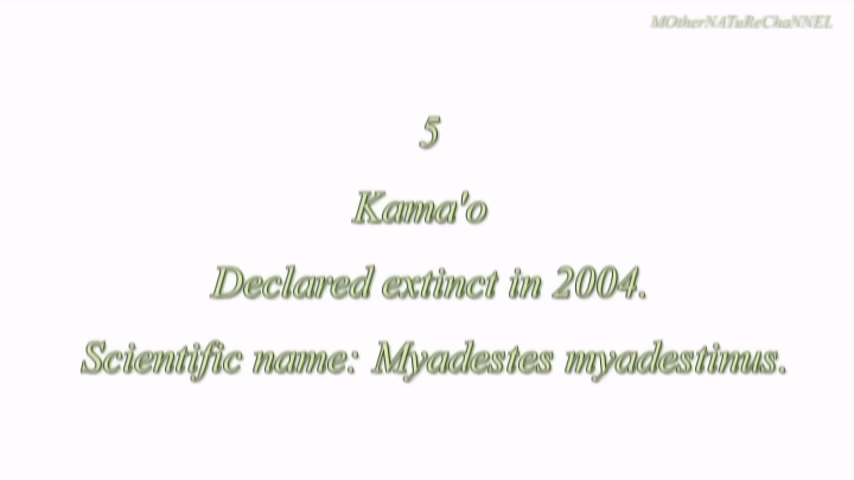 MOtherNATuReChaNNEL
5
Kama'o
Declared extinct in 2004.
Scientific name: Myadestes myadestinus.